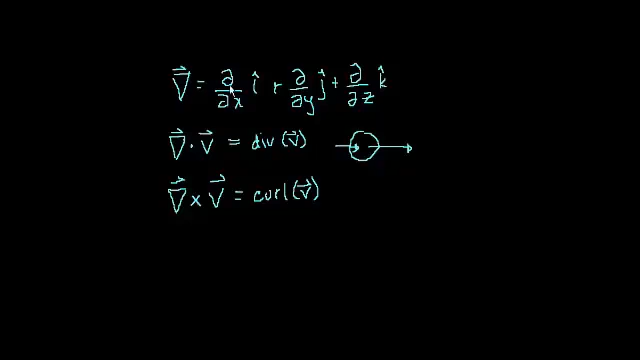 ∇⃗ = ∂/∂x î + ∂/∂y ĵ + ∂/∂z k̂
∇⃗ · V⃗ = div(V⃗)
∇⃗ x V⃗ = curl(V⃗)